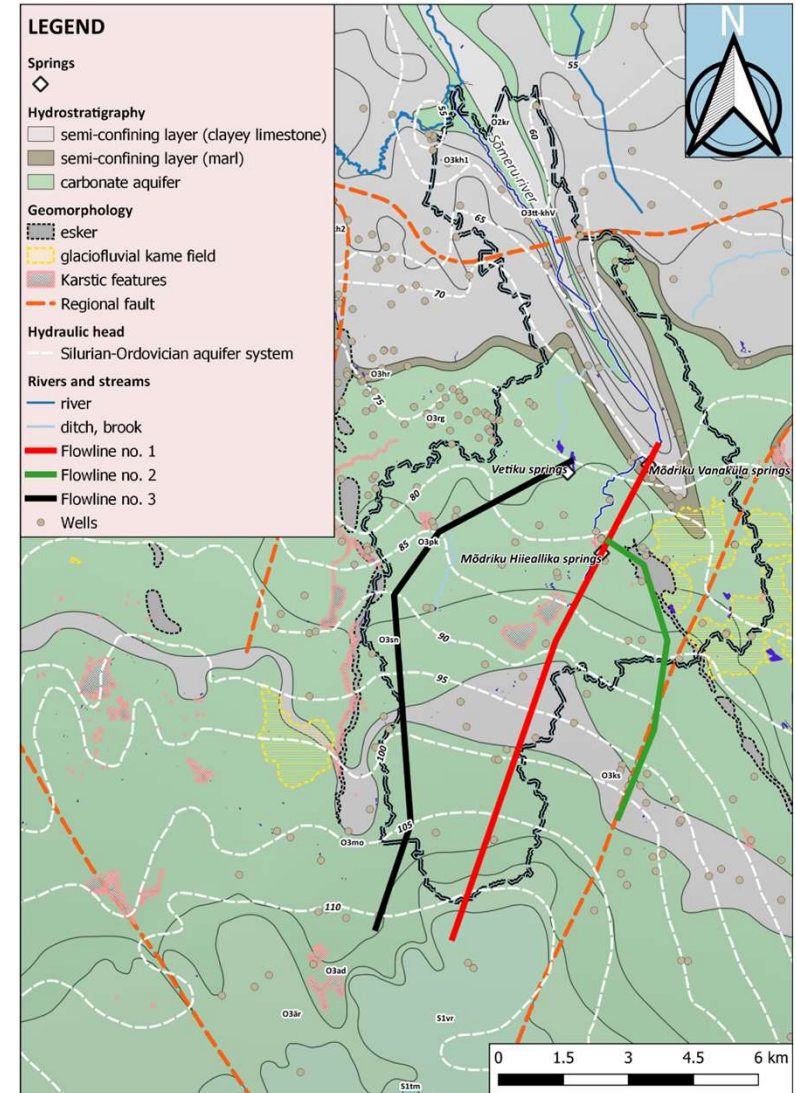 LEGEND
Springs
Hydrostratigraphy
semi-confining layer (clayey limestone)
semi-confining layer (marl)
carbonate aquifer
Geomorphology
esker
glaciofluvial kame field
Karstic features
Regional fault
Hydraulic head
Silurian-Ordovician aquifer system
Rivers and streams
river
ditch, brook
Flowline no. 1
Flowline no. 2
Flowline no. 3
Wells
N
55
55
O2kr
60
O3kh1
Sõmeru river
O3tt-khV
65
70
O3hr
75
O3rg
Vetiku springs
Mõdriku Vanaküla springs
80
85
O3pk
Mõdriku Hiieallika springs
O3sn
90
95
100
O3ks
105
O3mo
110
O3ad
O3är
S1vr
S1tm
0 1.5 3 4.5 6 km